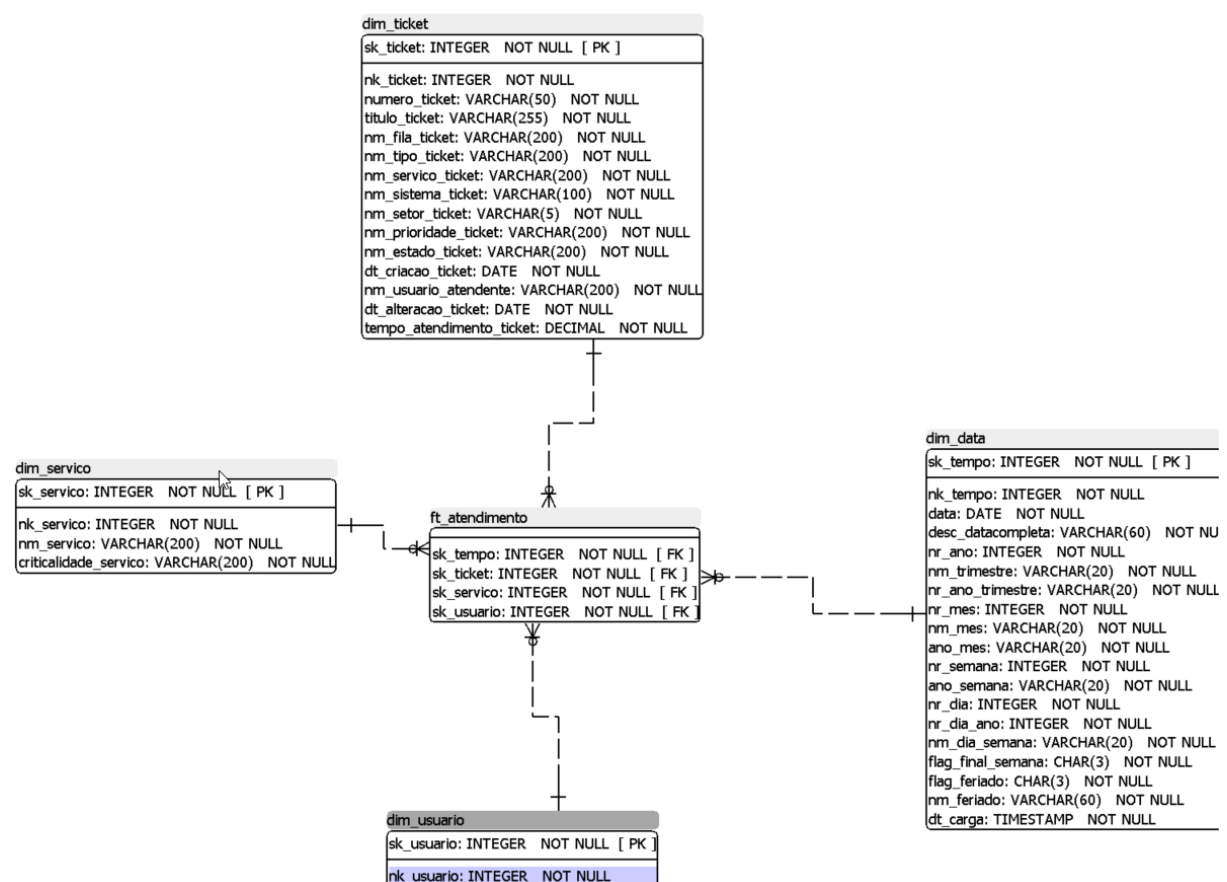 dim_ticket
sk_ticket: INTEGER NOT NULL [ PK ]
nk_ticket: INTEGER NOT NULL
numero_ticket: VARCHAR(50) NOT NULL
titulo_ticket: VARCHAR(255) NOT NULL
nm_fila_ticket: VARCHAR(200) NOT NULL
nm_tipo_ticket: VARCHAR(200) NOT NULL
nm_servico_ticket: VARCHAR(200) NOT NULL
nm_sistema_ticket: VARCHAR(100) NOT NULL
nm_setor_ticket: VARCHAR(5) NOT NULL
nm_prioridade_ticket: VARCHAR(200) NOT NULL
nm_estado_ticket: VARCHAR(200) NOT NULL
dt_criacao_ticket: DATE NOT NULL
nm_usuario_atendente: VARCHAR(200) NOT NULL
dt_alteracao_ticket: DATE NOT NULL
tempo_atendimento_ticket: DECIMAL NOT NULL
dim_servico
sk_servico: INTEGER NOT NULL [ PK ]
nk_servico: INTEGER NOT NULL
nm_servico: VARCHAR(200) NOT NULL
criticalidade_servico: VARCHAR(200) NOT NULL
ft_atendimento
sk_tempo: INTEGER NOT NULL [ FK ]
sk_ticket: INTEGER NOT NULL [ FK ]
sk_servico: INTEGER NOT NULL [ FK ]
sk_usuario: INTEGER NOT NULL [ FK ]
dim_data
sk_tempo: INTEGER NOT NULL [ PK ]
nk_tempo: INTEGER NOT NULL
data: DATE NOT NULL
desc_datacompleta: VARCHAR(60) NOT NU
nr_ano: INTEGER NOT NULL
nm_trimestre: VARCHAR(20) NOT NULL
nr_ano_trimestre: VARCHAR(20) NOT NULL
nr_mes: INTEGER NOT NULL
nm_mes: VARCHAR(20) NOT NULL
ano_mes: VARCHAR(20) NOT NULL
nr_semana: INTEGER NOT NULL
ano_semana: VARCHAR(20) NOT NULL
nr_dia: INTEGER NOT NULL
nr_dia_ano: INTEGER NOT NULL
nm_dia_semana: VARCHAR(20) NOT NULL
flag_final_semana: CHAR(3) NOT NULL
flag_feriado: CHAR(3) NOT NULL
nm_feriado: VARCHAR(60) NOT NULL
dt_carga: TIMESTAMP NOT NULL
dim_usuario
sk_usuario: INTEGER NOT NULL [ PK ]
nk_usuario: INTEGER NOT NULL